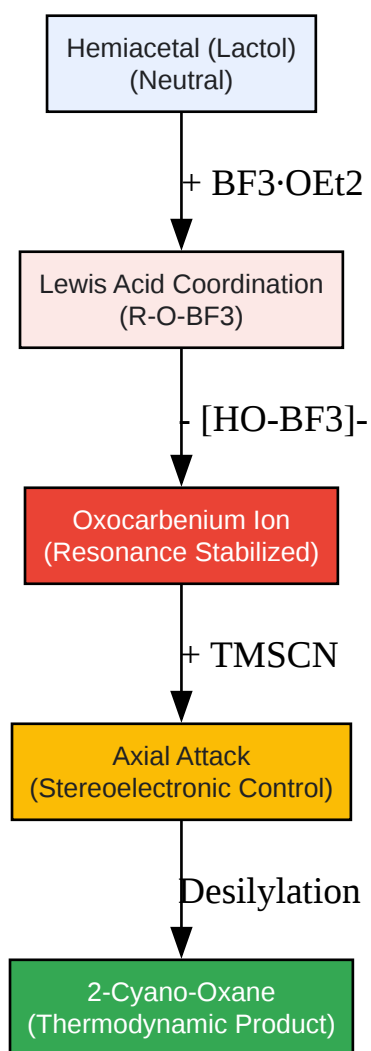 Hemiacetal (Lactol)
(Neutral)
+ BF3·OEt2
Lewis Acid Coordination
(R-O-BF3)
- [HO-BF3]-
Oxocarbenium Ion
(Resonance Stabilized)
+ TMSCN
Axial Attack
(Stereoelectronic Control)
Desilylation
2-Cyano-Oxane
(Thermodynamic Product)